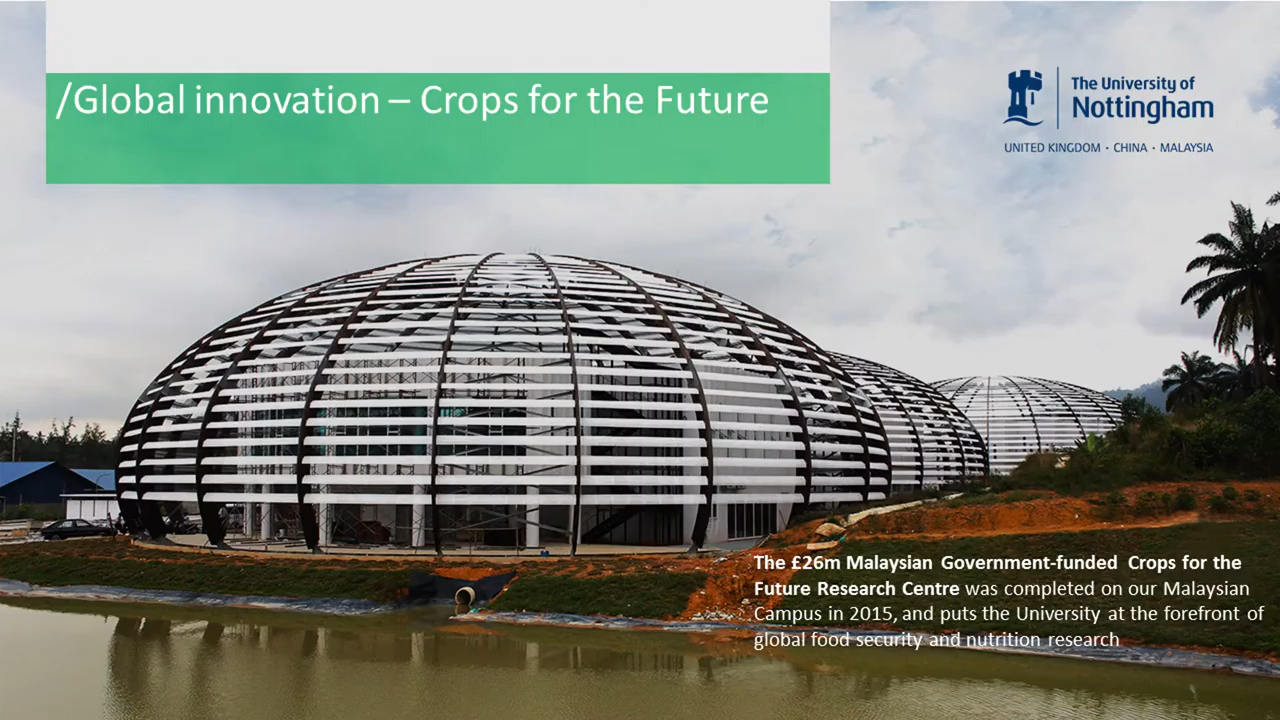 /Global innovation – Crops for the Future
The University of
Nottingham
UNITED KINGDOM · CHINA · MALAYSIA
The £26m Malaysian Government-funded Crops for the
Future Research Centre was completed on our Malaysian
Campus in 2015, and puts the University at the forefront of
global food security and nutrition research